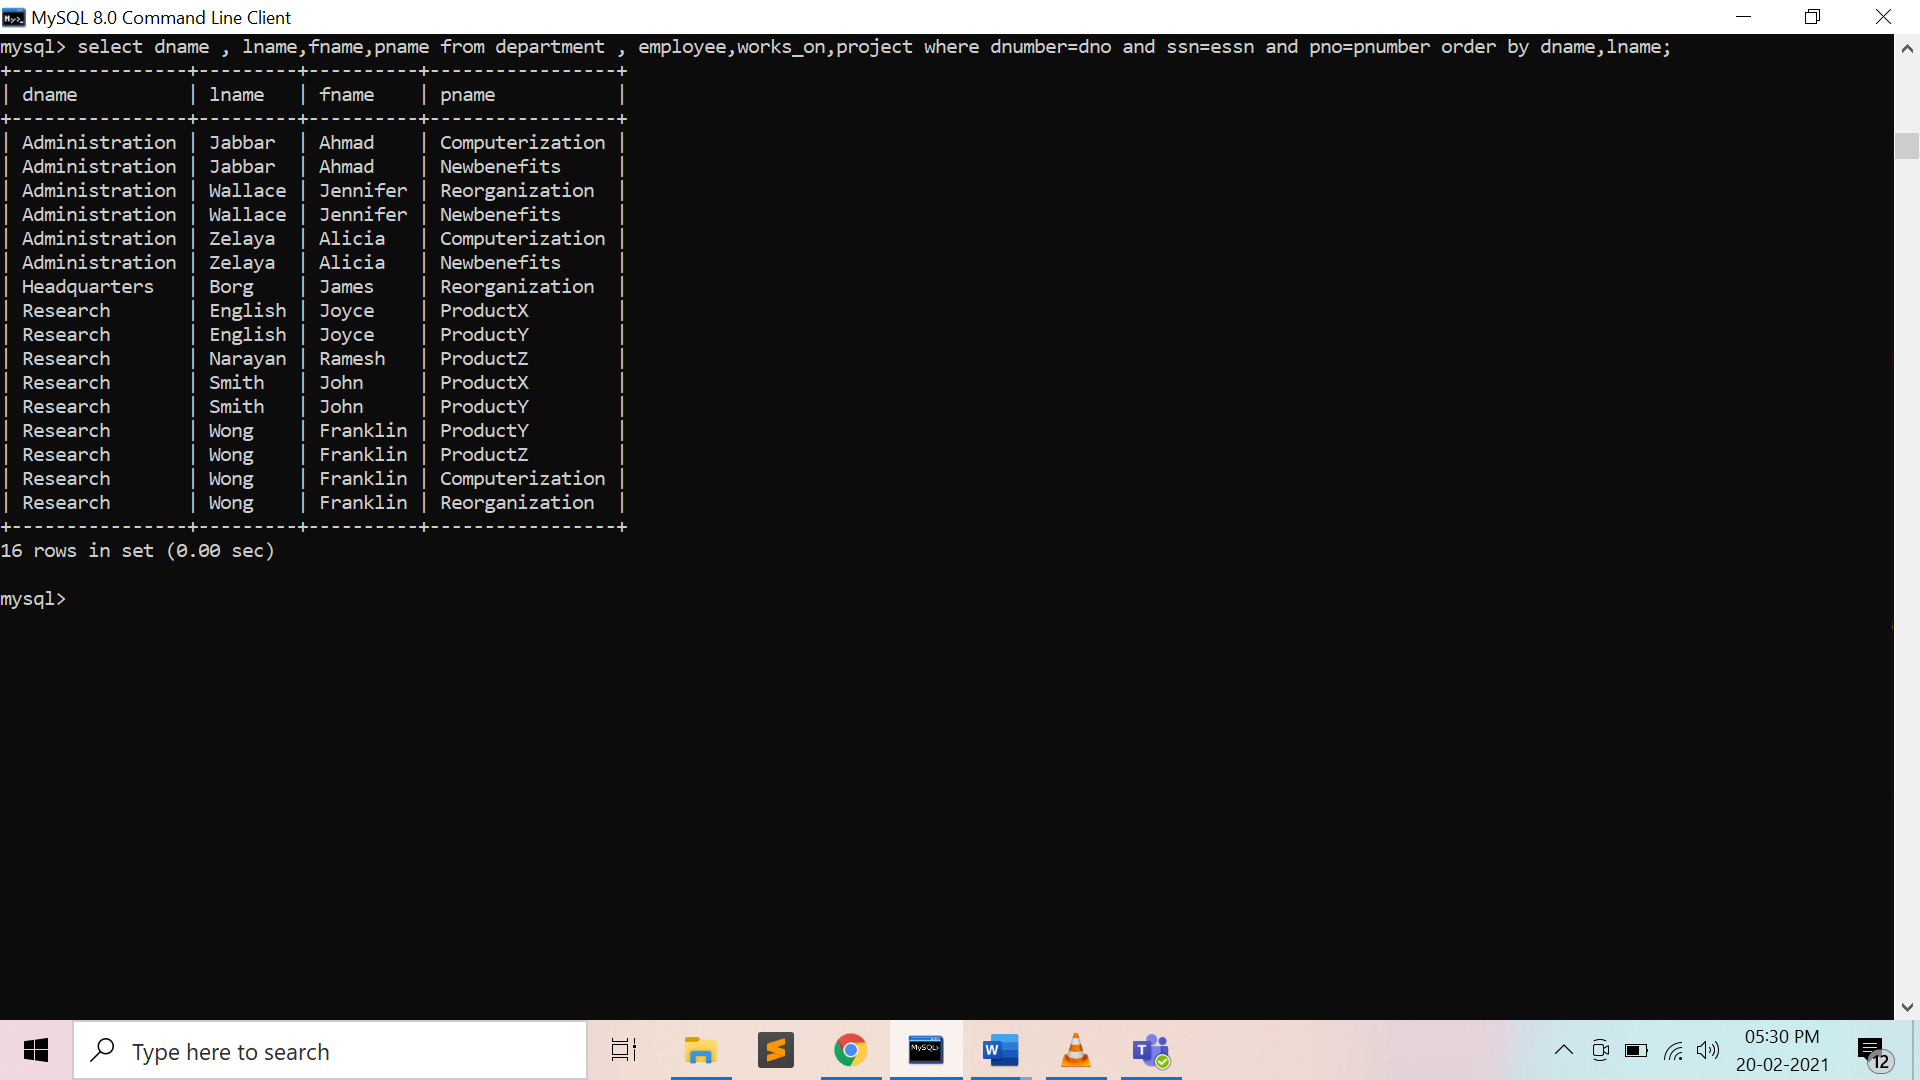 MySQL 8.0 Command Line Client
mysql> select dname , lname,fname,pname from department , employee,works_on,project where dnumber=dno and ssn=essn and pno=pnumber order by dname,lname;
+----------------+---------+----------+-----------------+
| dname          | lname   | fname    | pname           |
+----------------+---------+----------+-----------------+
| Administration | Jabbar  | Ahmad    | Computerization |
| Administration | Jabbar  | Ahmad    | Newbenefits     |
| Administration | Wallace | Jennifer | Reorganization  |
| Administration | Wallace | Jennifer | Newbenefits     |
| Administration | Zelaya  | Alicia   | Computerization |
| Administration | Zelaya  | Alicia   | Newbenefits     |
| Headquarters   | Borg    | James    | Reorganization  |
| Research       | English | Joyce    | ProductX        |
| Research       | English | Joyce    | ProductY        |
| Research       | Narayan | Ramesh   | ProductZ        |
| Research       | Smith   | John     | ProductX        |
| Research       | Smith   | John     | ProductY        |
| Research       | Wong    | Franklin | ProductY        |
| Research       | Wong    | Franklin | ProductZ        |
| Research       | Wong    | Franklin | Computerization |
| Research       | Wong    | Franklin | Reorganization  |
+----------------+---------+----------+-----------------+
16 rows in set (0.00 sec)
mysql>
Type here to search
MySQL>
W
T
05:30 PM
20-02-2021
12